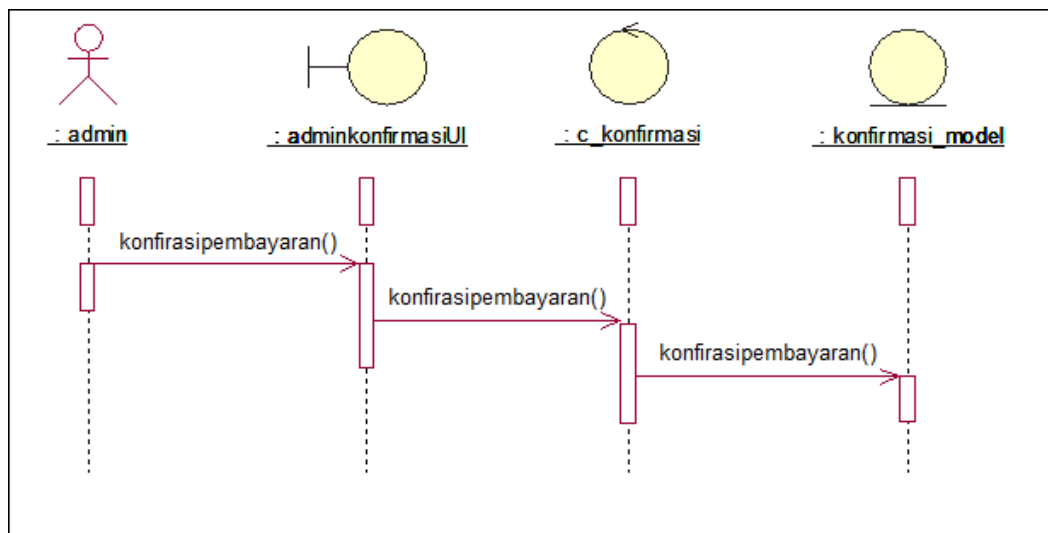 : admin
: adminkonfirmasiUI
: c_konfirmasi
: konfirmasi_model
konfirasipembayaran()
konfirasipembayaran()
konfirasipembayaran()